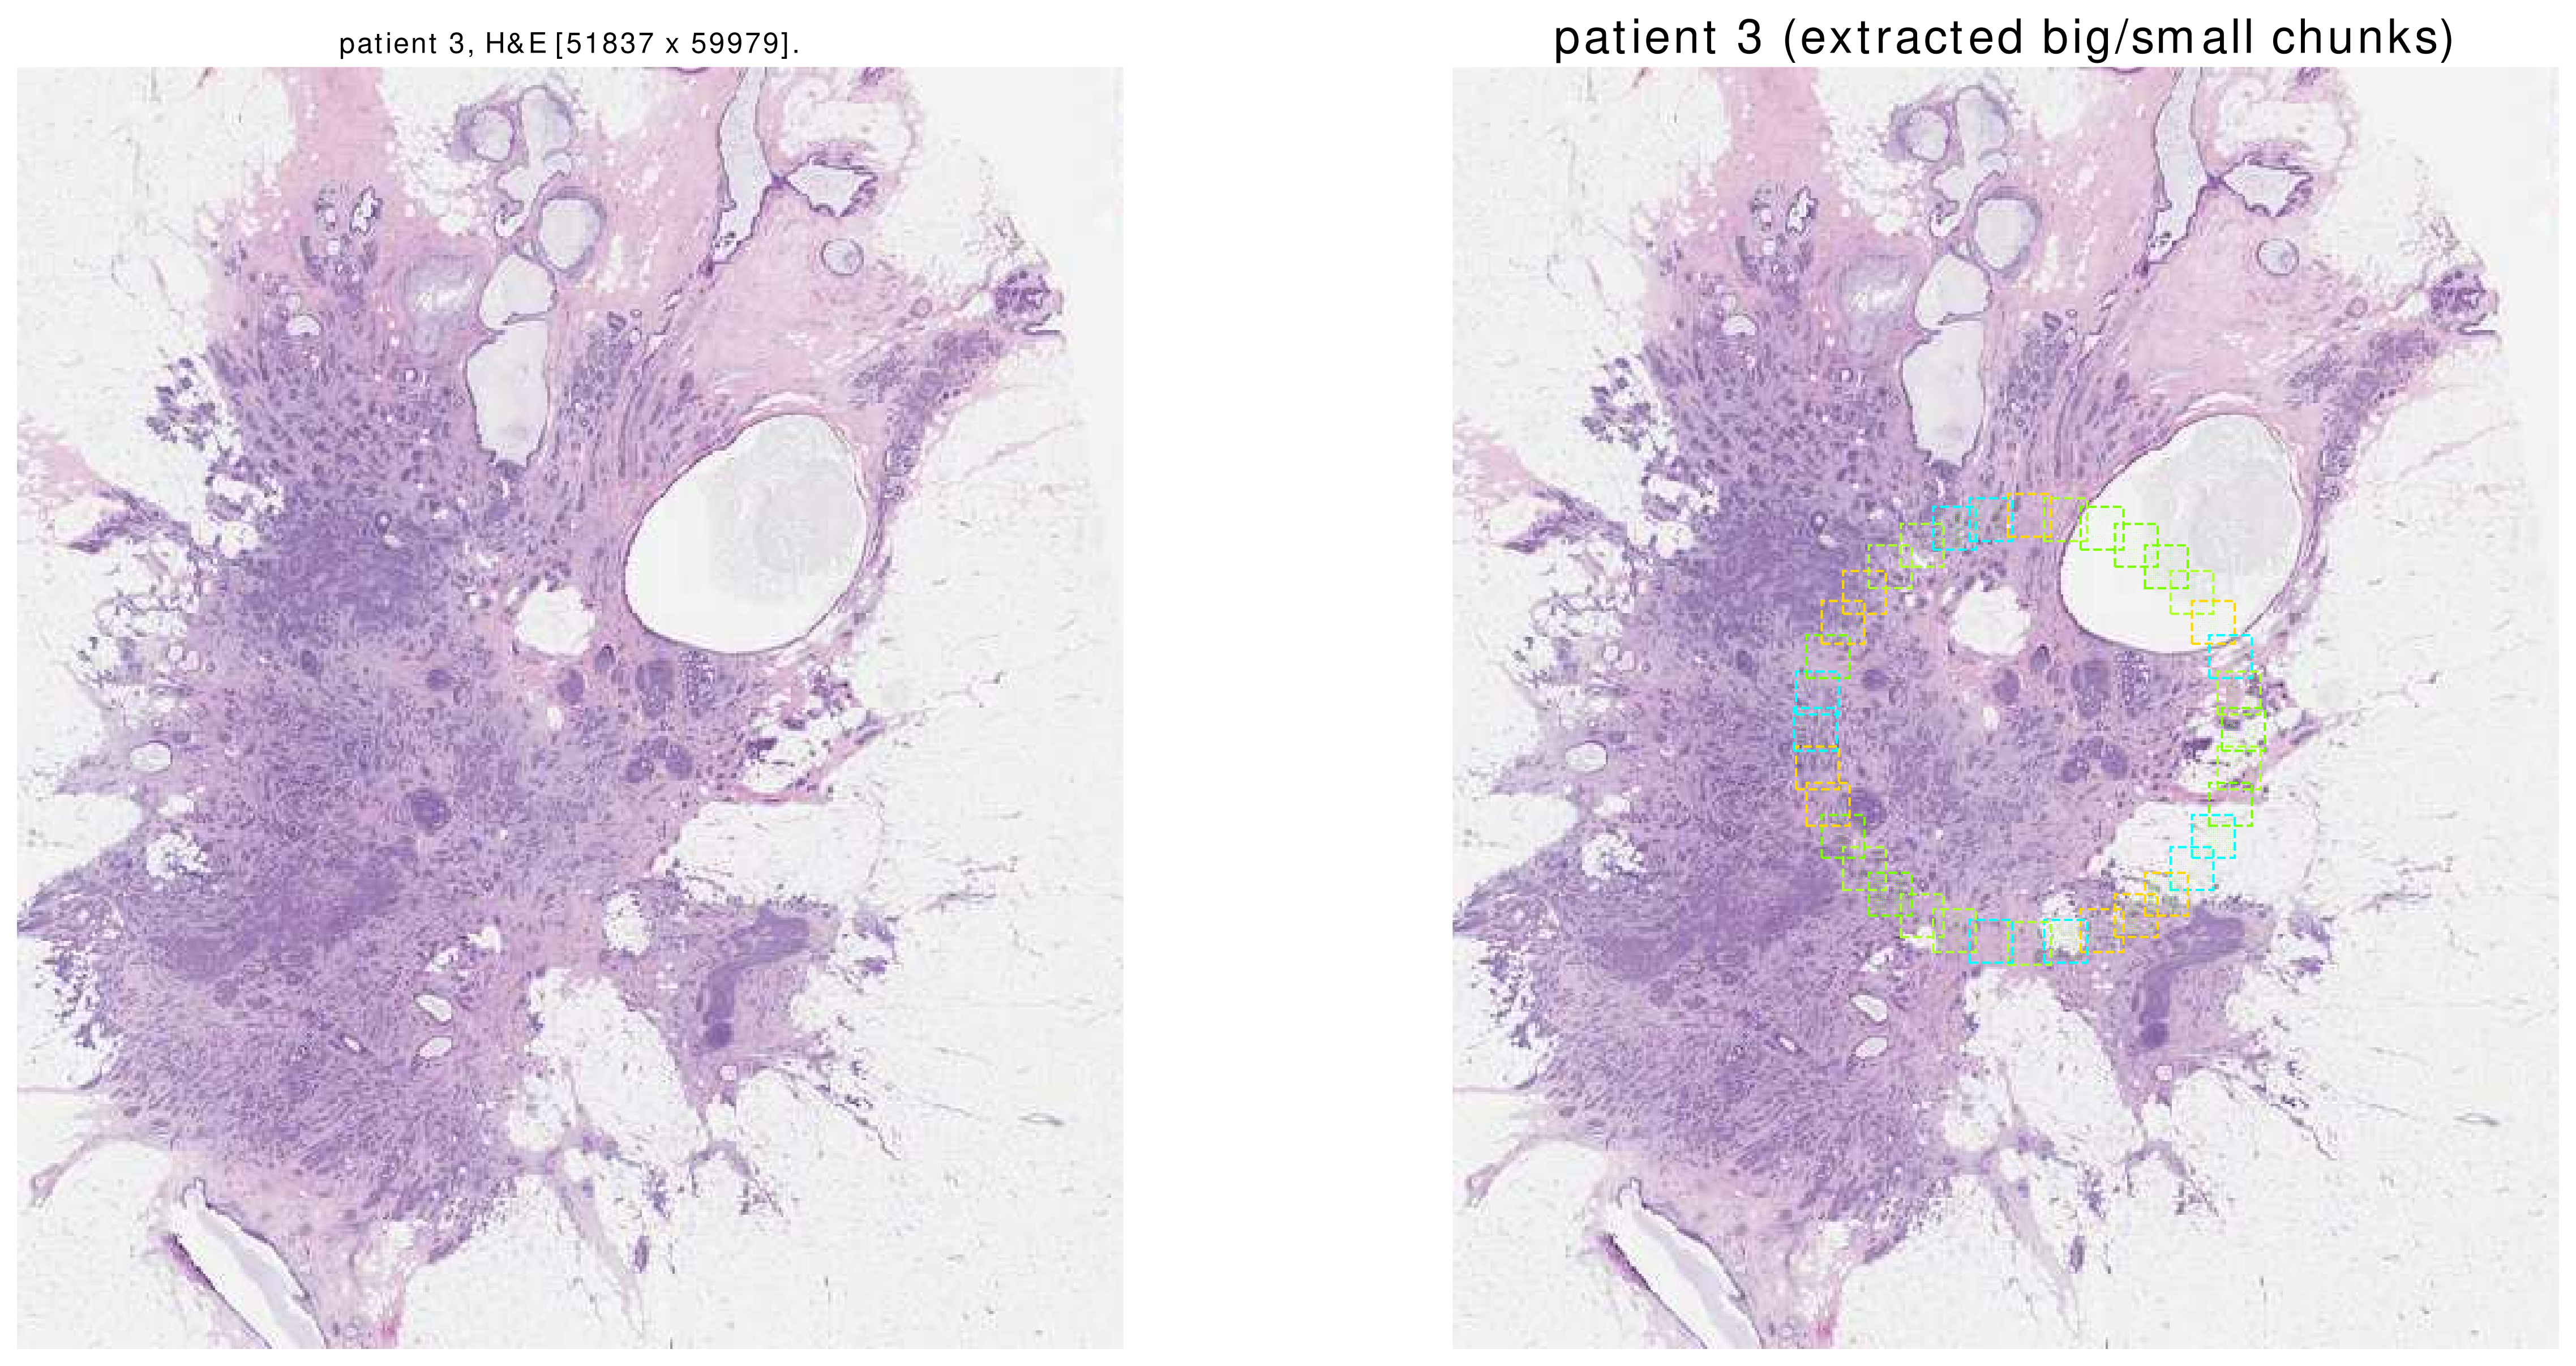 patient 3, H&E [51837 x 59979].
patient 3 (extracted big/small chunks)